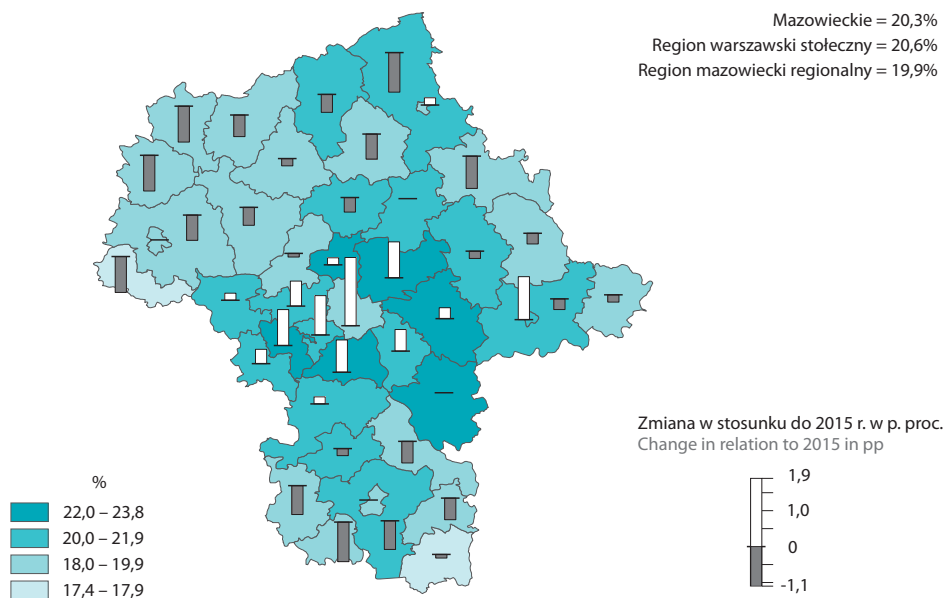 Mazowieckie = 20,3%
Region warszawski stołeczny = 20,6%
Region mazowiecki regionalny = 19,9%
Zmiana w stosunku do 2015 r. w p. proc.
Change in relation to 2015 in pp
1,9
1,0
0
-1,1
%
22,0 – 23,8
20,0 – 21,9
18,0 – 19,9
17,4 – 17,9